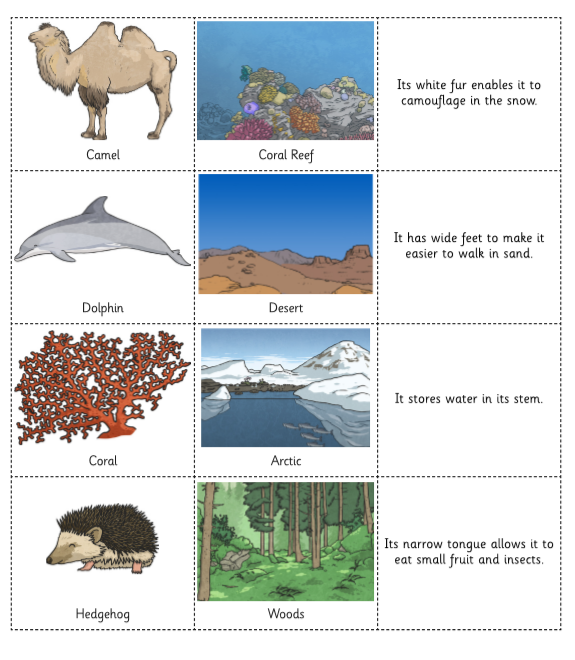 Camel
Coral Reef
Its white fur enables it to
camouflage in the snow.
Dolphin
Desert
It has wide feet to make it
easier to walk in sand.
Coral
Arctic
It stores water in its stem.
Hedgehog
Woods
Its narrow tongue allows it to
eat small fruit and insects.